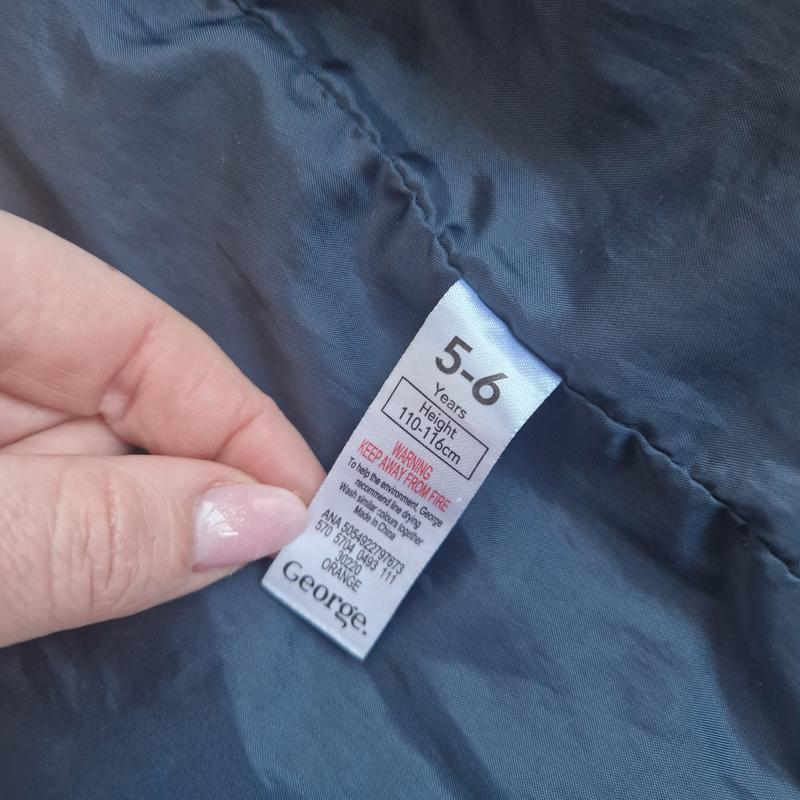 5-6
Years
Height
110-116cm
WARNING
KEEP AWAY FROM FIRE
To help the environment, George
recommend line drying
Wash similar colours together
Made in China
ANA 5054922797673
570 5704 0493 111
30220
ORANGE
George.